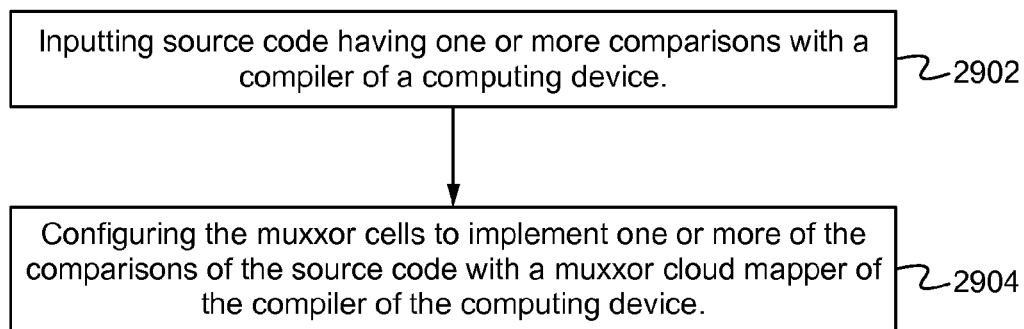 Inputting source code having one or more comparisons with a
compiler of a computing device.
2902
Configuring the muxxor cells to implement one or more of the
comparisons of the source code with a muxxor cloud mapper of
the compiler of the computing device.
2904